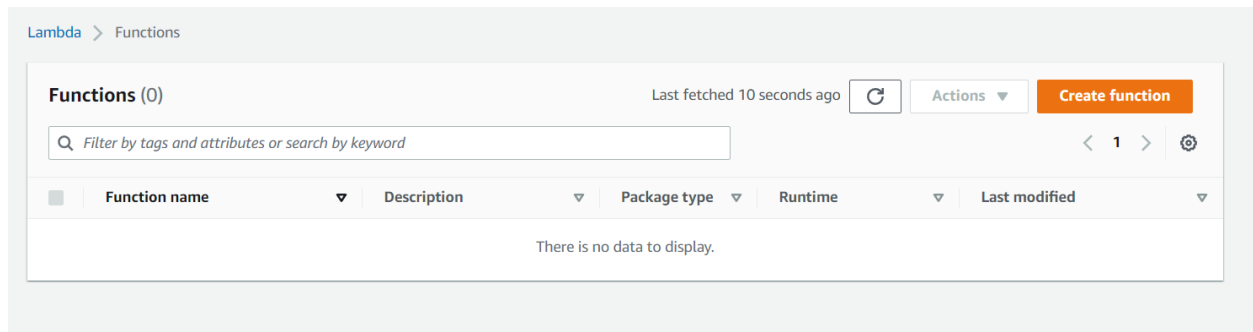 Lambda > Functions
Functions (0) Last fetched 10 seconds ago Actions Create function
Filter by tags and attributes or search by keyword < 1 >
Function name Description Package type Runtime Last modified
There is no data to display.